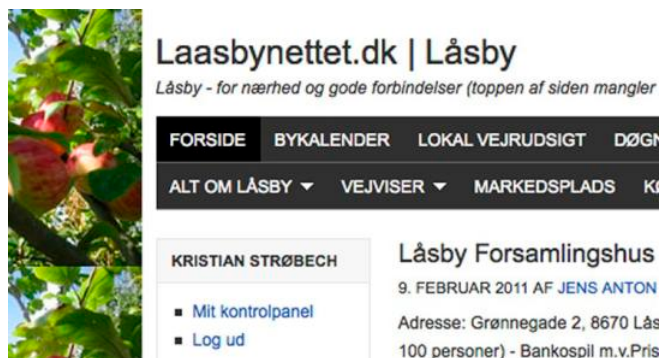 Laasbynettet.dk | Låsby
Låsby - for nærhed og gode forbindelser (toppen af siden mangler
FORSIDE BYKALENDER LOKAL VEJRUDSIGT
ALT OM LÅSBY VEJVISER MARKEDSPLADS
KRISTIAN STRØBECH
Mit kontrolpanel
Log ud
Låsby Forsamlingshus
9. FEBRUAR 2011 AF JENS ANTON
Adresse: Grønnegade 2, 8670 Lås
100 personer) - Bankospil m.v.Pris